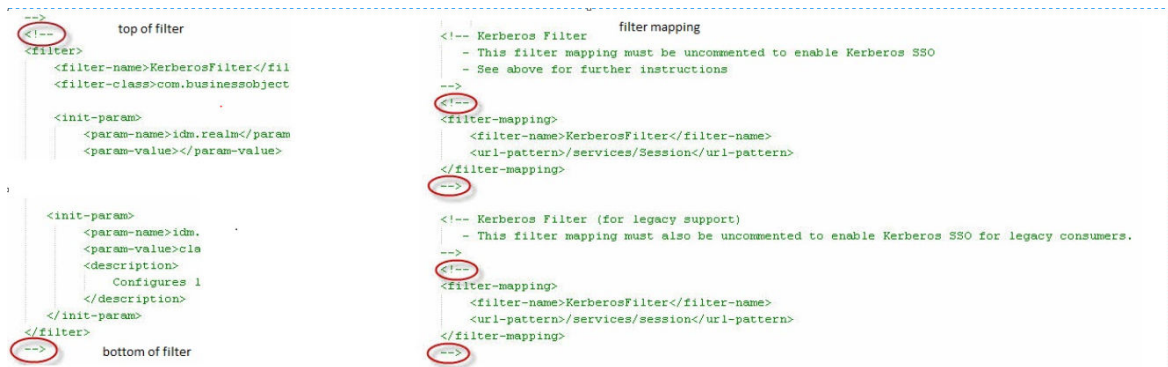 -->
<!--
top of filter
<filter>
<filter-name>KerberosFilter</fil
<filter-class>com.businessobject
<init-param>
<param-name>idm.realm</param
<param-value></param-value>
<init-param>
<param-name>idm.
<param-value>cla
<description>
Configures l
</description>
</init-param>
</filter>
-->
bottom of filter
filter mapping
<!-- Kerberos Filter
- This filter mapping must be uncommented to enable Kerberos SSO
- See above for further instructions
-->
<!--
<filter-mapping>
<filter-name>KerberosFilter</filter-name>
<url-pattern>/services/Session</url-pattern>
</filter-mapping>
-->
<!-- Kerberos Filter (for legacy support)
- This filter mapping must also be uncommented to enable Kerberos SSO for legacy consumers.
-->
<!--
<filter-mapping>
<filter-name>KerberosFilter</filter-name>
<url-pattern>/services/session</url-pattern>
</filter-mapping>
-->